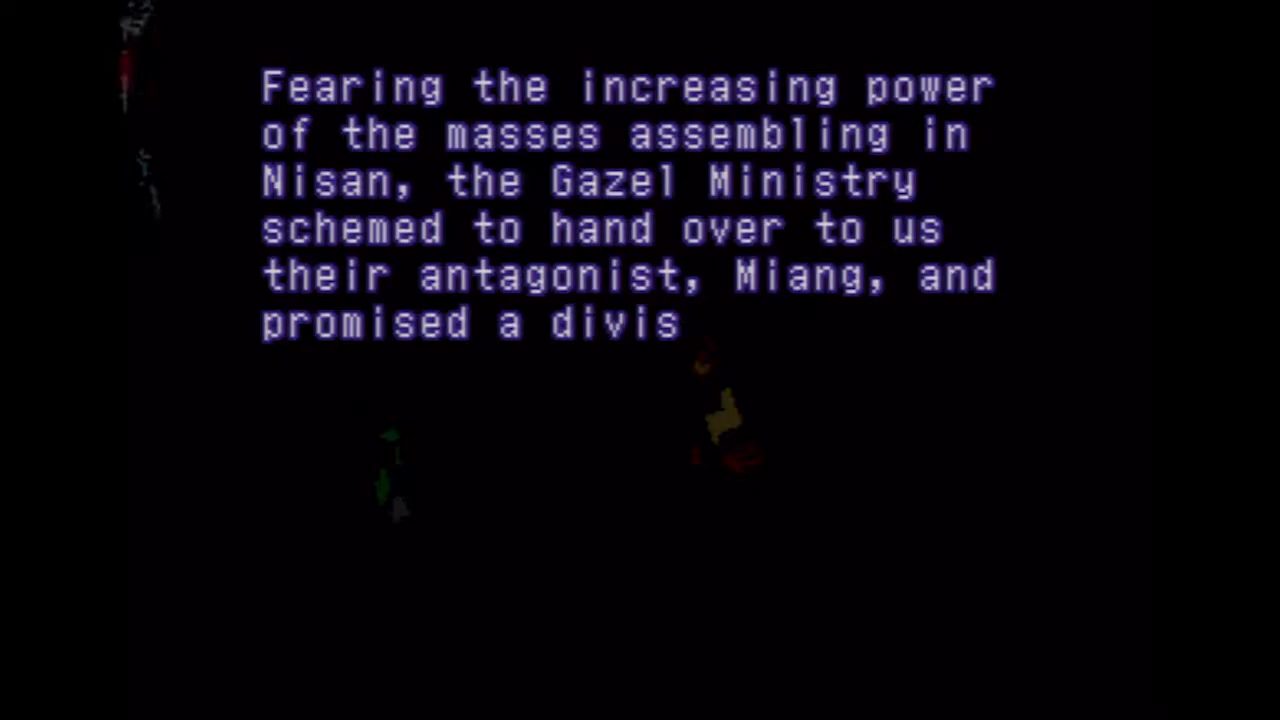 Fearing the increasing power
of the masses assembling in
Nisan, the Gazel Ministry
schemed to hand over to us
their antagonist, Miang, and
promised a divis